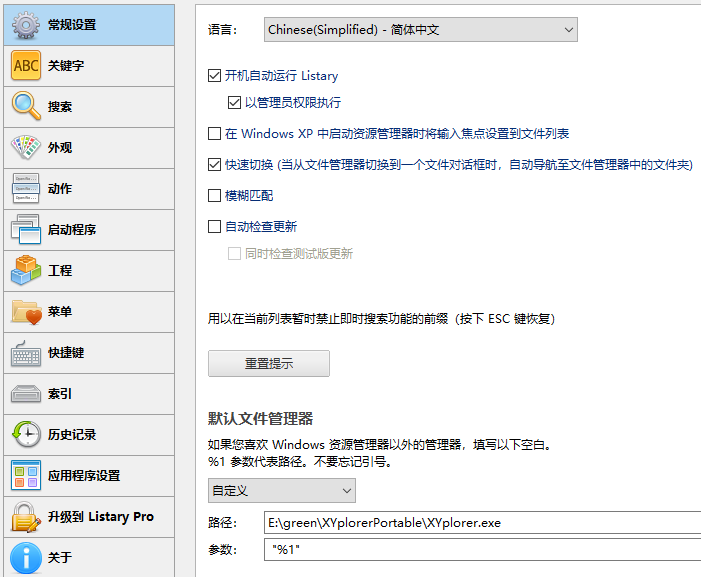 常规设置
ABC 关键字
搜索
外观
动作
启动程序
工程
菜单
快捷键
索引
历史记录
应用程序设置
升级到 Listary Pro
关于
语言： Chinese(Simplified) - 简体中文
开机自动运行 Listary
以管理员权限执行
在 Windows XP 中启动资源管理器时将输入焦点设置到文件列表
快速切换 (当从文件管理器切换到一个文件对话框时，自动导航至文件管理器中的文件夹)
模糊匹配
自动检查更新
同时检查测试版更新
用以在当前列表暂时禁止即时搜索功能的前缀（按下 ESC 键恢复）
重置提示
默认文件管理器
如果您喜欢 Windows 资源管理器以外的管理器，填写以下空白。
%1 参数代表路径。不要忘记引号。
自定义
路径： E:\green\XYplorerPortable\XYplorer.exe
参数： "%1"